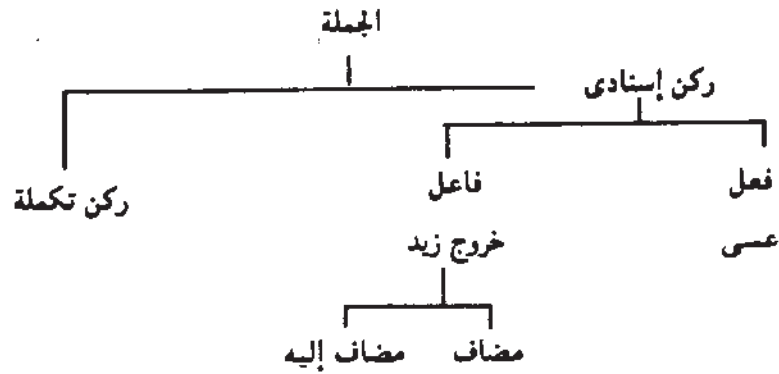 الجملة
ركن إسنادى
ركن تكملة
فعل
فاعل
عسى
خروج زيد
مضاف
مضاف إليه